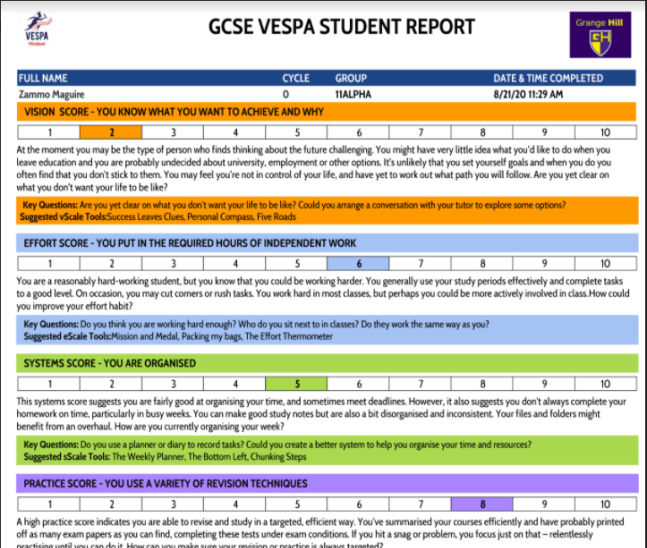 VESPA
Mindset
GCSE VESPA STUDENT REPORT
Grange Hill
GH
FULL NAME CYCLE GROUP DATE & TIME COMPLETED
Zammo Maguire 0 11ALPHA 8/21/20 11:29 AM
VISION SCORE - YOU KNOW WHAT YOU WANT TO ACHIEVE AND WHY
1 2 3 4 5 6 7 8 9 10
At the moment you may be the type of person who finds thinking about the future challenging. You might have very little idea what you'd like to do when you
leave education and you are probably undecided about university, employment or other options. It's unlikely that you set yourself goals and when you do you
often find that you don't stick to them. You may feel you're not in control of your life, and have yet to work out what path you will follow. Are you yet clear on
what you don't want your life to be like?
Key Questions: Are you yet clear on what you don't want your life to be like? Could you arrange a conversation with your tutor to explore some options?
Suggested vScale Tools:Success Leaves Clues, Personal Compass, Five Roads
EFFORT SCORE - YOU PUT IN THE REQUIRED HOURS OF INDEPENDENT WORK
1 2 3 4 5 6 7 8 9 10
You are a reasonably hard-working student, but you know that you could be working harder. You generally use your study periods effectively and complete tasks
to a good level. On occasion, you may cut corners or rush tasks. You work hard in most classes, but perhaps you could be more actively involved in class.How could
you improve your effort habit?
Key Questions: Do you think you are working hard enough? Who do you sit next to in classes? Do they work the same way as you?
Suggested eScale Tools:Mission and Medal, Packing my bags, The Effort Thermometer
SYSTEMS SCORE - YOU ARE ORGANISED
1 2 3 4 5 6 7 8 9 10
This systems score suggests you are fairly good at organising your time, and sometimes meet deadlines. However, it also suggests you don't always complete your
homework on time, particularly in busy weeks. You can make good study notes but are also a bit disorganised and inconsistent. Your files and folders might
benefit from an overhaul. How are you currently organising your week?
Key Questions: Do you use a planner or diary to record tasks? Could you create a better system to help you organise your time and resources?
Suggested sScale Tools: The Weekly Planner, The Bottom Left, Chunking Steps
PRACTICE SCORE - YOU USE A VARIETY OF REVISION TECHNIQUES
1 2 3 4 5 6 7 8 9 10
A high practice score indicates you are able to revise and study in a targeted, efficient way. You've summarised your courses efficiently and have probably printed
off as many exam papers as you can find, completing these tests under exam conditions. If you hit a snag or problem, you focus just on that – relentlessly
practising until you can do it. How can you make sure your revision or practice is always targeted?